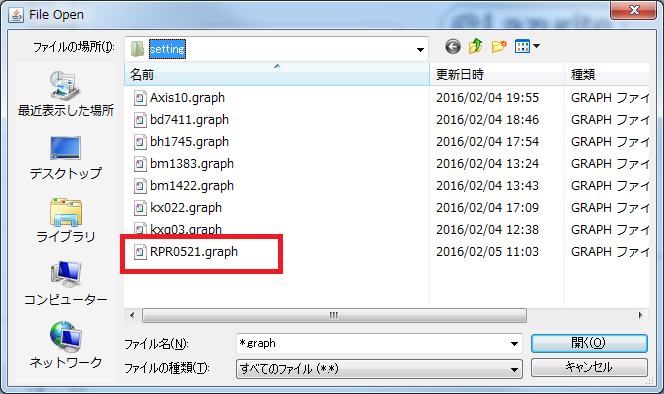 File Open
ファイルの場所(I):
setting
名前
更新日時
種類
Axis10.graph
2016/02/04 19:55
GRAPH ファイ
bd7411.graph
2016/02/04 18:46
GRAPH ファイ
bh1745.graph
2016/02/04 17:54
GRAPH ファイ
bm1383.graph
2016/02/04 13:24
GRAPH ファイ
bm1422.graph
2016/02/04 13:43
GRAPH ファイ
kx022.graph
2016/02/04 17:09
GRAPH ファイ
kxg03.graph
2016/02/04 12:38
GRAPH ファイ
RPR0521.graph
2016/02/05 11:03
GRAPH ファイ
最近表示した場所
デスクトップ
ライブラリ
コンピューター
ネットワーク
ファイル名(N):
*graph
開く(O)
ファイルの種類(T):
すべてのファイル (**)
キャンセル